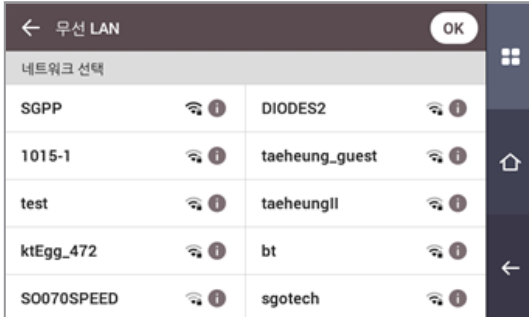 무선 LAN OK
네트워크 선택
SGPP DIODES2
1015-1 taeheung_guest
test taeheungII
ktEgg_472 bt
SO070SPEED sgotech